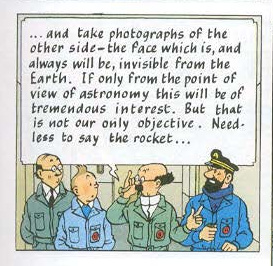 ... and take photographs of the
other side-the face which is, and
always will be, invisible from the
Earth. If only from the point of
view of astronomy this will be of
tremendous interest. But that
is not our only objective. Need-
less to say the rocket...